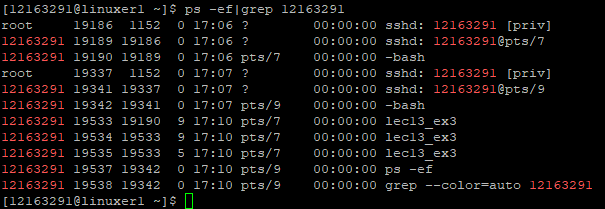 [12163291@linuxer1 ~]$ ps -ef|grep 12163291
root     19186  1152  0 17:06 ?        00:00:00 sshd: 12163291 [priv]
12163291 19189 19186  0 17:06 ?        00:00:00 sshd: 12163291@pts/7
12163291 19190 19189  0 17:06 pts/7    00:00:00 -bash
root     19337  1152  0 17:07 ?        00:00:00 sshd: 12163291 [priv]
12163291 19341 19337  0 17:07 ?        00:00:00 sshd: 12163291@pts/9
12163291 19342 19341  0 17:07 pts/9    00:00:00 -bash
12163291 19533 19190  9 17:10 pts/7    00:00:00 lec13_ex3
12163291 19534 19533  9 17:10 pts/7    00:00:00 lec13_ex3
12163291 19535 19533  5 17:10 pts/7    00:00:00 lec13_ex3
12163291 19537 19342  0 17:10 pts/9    00:00:00 ps -ef
12163291 19538 19342  0 17:10 pts/9    00:00:00 grep --color=auto 12163291
[12163291@linuxer1 ~]$